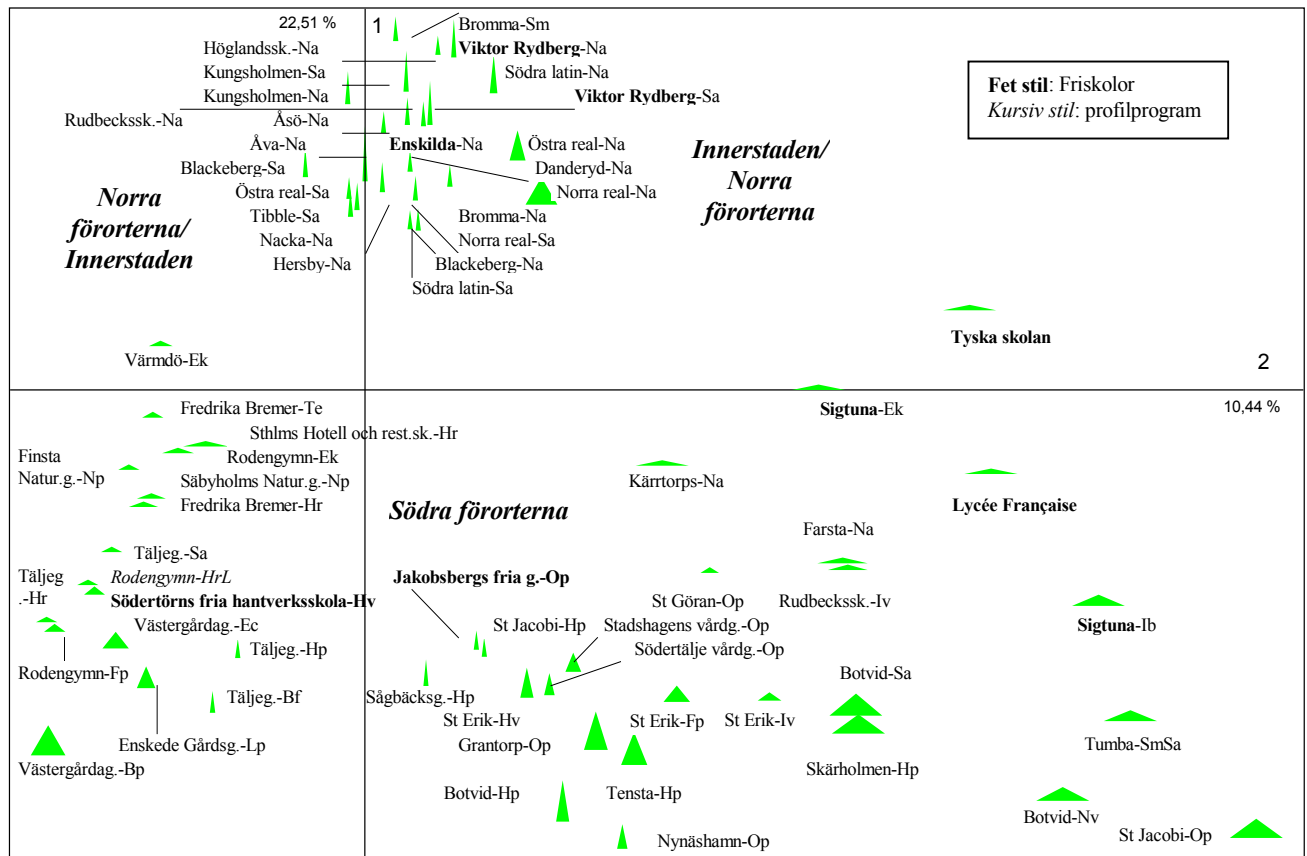 22,51 %
1
Bromma-Sm
Höglandssk.-Na
Viktor Rydberg-Na
Kungsholmen-Sa
Södra latin-Na
Kungsholmen-Na
Viktor Rydberg-Sa
Fet stil: Friskolor
Kursiv stil: profilprogram
Rudbeckssk.-Na
Åsö-Na
Åva-Na
Enskilda-Na
Östra real-Na
Blackeberg-Sa
Danderyd-Na
Östra real-Sa
Norra real-Na
Innerstaden/
Norra
förorterna
Norra
förorterna/
Innerstaden
Tibble-Sa
Bromma-Na
Nacka-Na
Norra real-Sa
Hersby-Na
Blackeberg-Na
Södra latin-Sa
Tyska skolan
Värmdö-Ek
2
Sigtuna-Ek
10,44 %
Fredrika Bremer-Te
Sthlms Hotell och rest.sk.-Hr
Finsta
Natur.g.-Np
Rodengymn-Ek
Säbyholms Natur.g.-Np
Kärrtorps-Na
Fredrika Bremer-Hr
Södra förorterna
Lycée Française
Farsta-Na
Täljeg.-Sa
Täljeg
.-Hr
Rodengymn-HrL
Jakobsbergs fria g.-Op
Södertörns fria hantverksskola-Hv
St Göran-Op
Rudbeckssk.-Iv
Västergårdag.-Ec
St Jacobi-Hp
Stadshagens vårdg.-Op
Sigtuna-Ib
Täljeg.-Hp
Södertälje vårdg.-Op
Rodengymn-Fp
Botvid-Sa
Täljeg.-Bf
Sågbäcksg.-Hp
St Erik-Hv
St Erik-Fp
St Erik-Iv
Enskede Gårdsg.-Lp
Grantorp-Op
Tumba-SmSa
Västergårdag.-Bp
Skärholmen-Hp
Botvid-Hp
Tensta-Hp
Botvid-Nv
Nynäshamn-Op
St Jacobi-Op